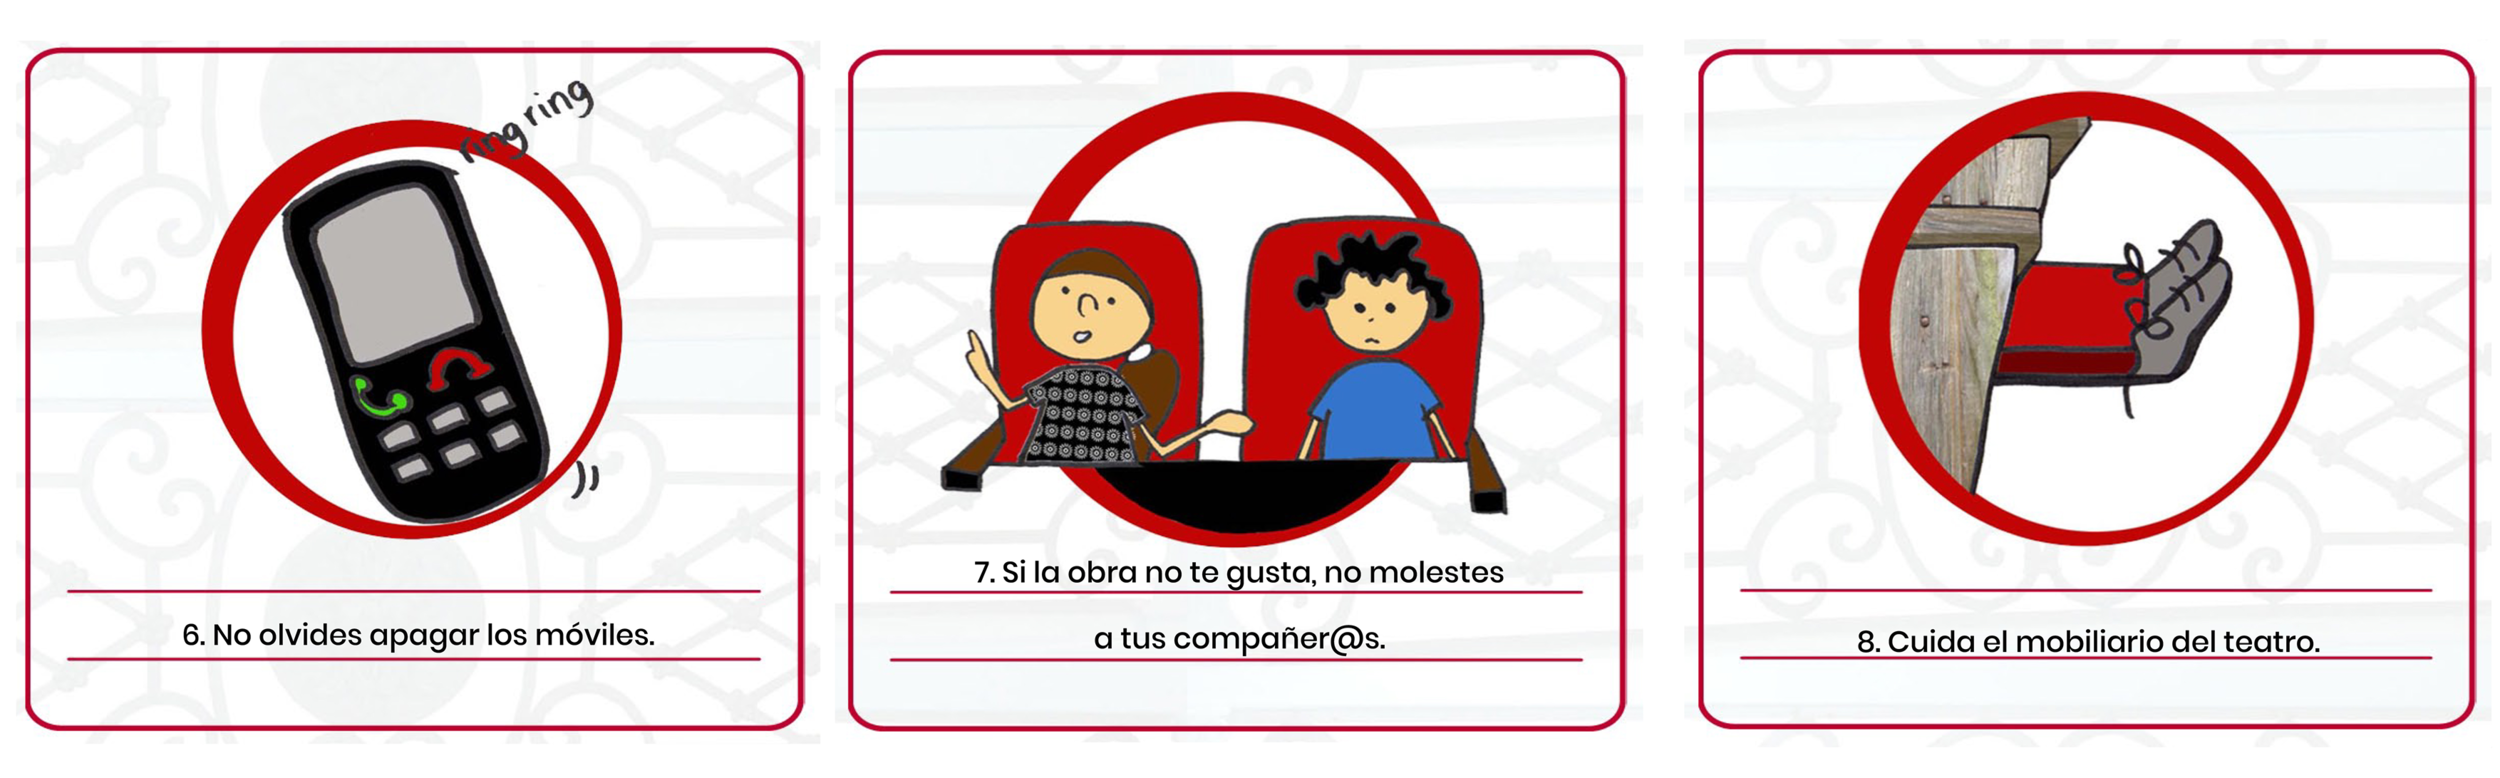 ring ring
6. No olvides apagar los móviles.
7. Si la obra no te gusta, no molestes
a tus compañer@s.
8. Cuida el mobiliario del teatro.